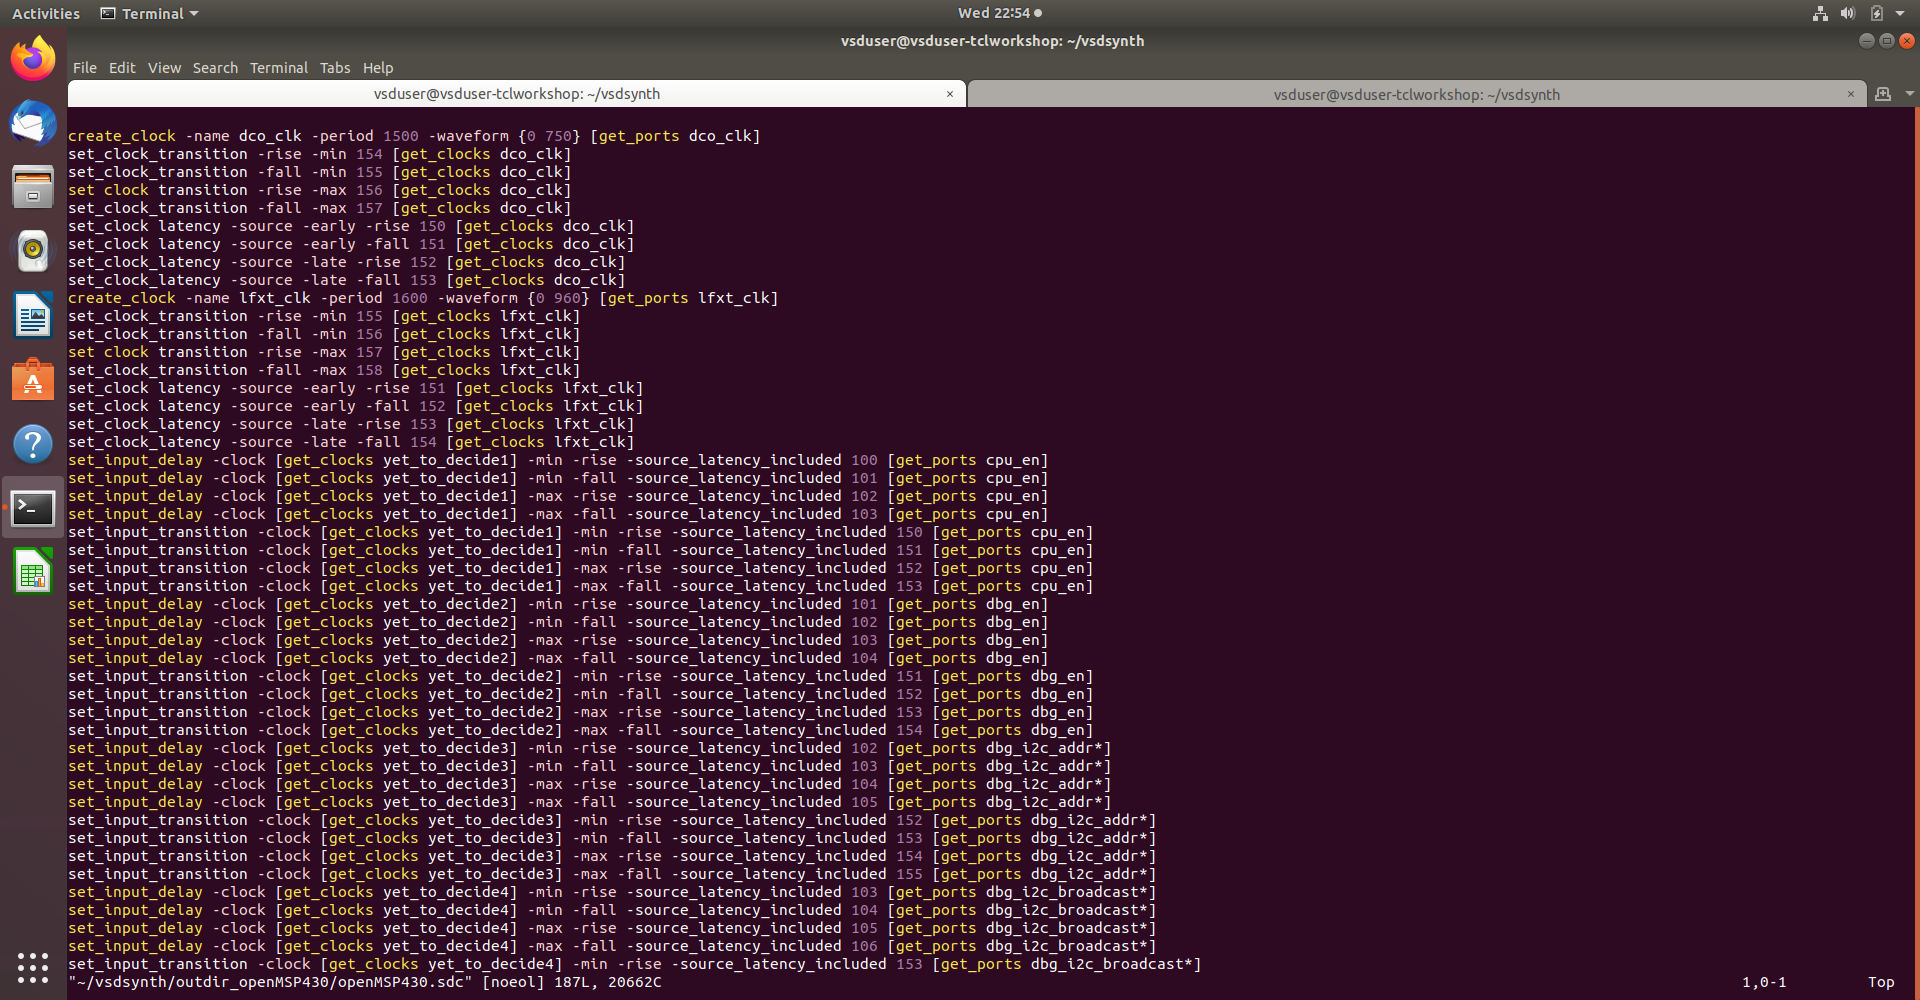 Activities
Terminal
Wed 22:54
vsduser@vsduser-tclworkshop: ~/vsdsynth
File Edit View Search Terminal Tabs Help
vsduser@vsduser-tclworkshop: ~/vsdsynth × vsduser@vsduser-tclworkshop: ~/vsdsynth ×
create_clock -name dco_clk -period 1500 -waveform {0 750} [get_ports dco_clk]
set_clock_transition -rise -min 154 [get_clocks dco_clk]
set_clock_transition -fall -min 155 [get_clocks dco_clk]
set clock transition -rise -max 156 [get_clocks dco_clk]
set_clock_transition -fall -max 157 [get_clocks dco_clk]
set_clock latency -source -early -rise 150 [get_clocks dco_clk]
set_clock latency -source -early -fall 151 [get_clocks dco_clk]
set_clock_latency -source -late -rise 152 [get_clocks dco_clk]
set_clock_latency -source -late -fall 153 [get_clocks dco_clk]
create_clock -name lfxt_clk -period 1600 -waveform {0 960} [get_ports lfxt_clk]
set_clock_transition -rise -min 155 [get_clocks lfxt_clk]
set_clock_transition -fall -min 156 [get_clocks lfxt_clk]
set clock transition -rise -max 157 [get_clocks lfxt_clk]
set_clock_transition -fall -max 158 [get_clocks lfxt_clk]
set_clock latency -source -early -rise 151 [get_clocks lfxt_clk]
set_clock latency -source -early -fall 152 [get_clocks lfxt_clk]
set_clock_latency -source -late -rise 153 [get_clocks lfxt_clk]
set_clock_latency -source -late -fall 154 [get_clocks lfxt_clk]
set_input_delay -clock [get_clocks yet_to_decide1] -min -rise -source_latency_included 100 [get_ports cpu_en]
set_input_delay -clock [get_clocks yet_to_decide1] -min -fall -source_latency_included 101 [get_ports cpu_en]
set_input_delay -clock [get_clocks yet_to_decide1] -max -rise -source_latency_included 102 [get_ports cpu_en]
set_input_delay -clock [get_clocks yet_to_decide1] -max -fall -source_latency_included 103 [get_ports cpu_en]
set_input_transition -clock [get_clocks yet_to_decide1] -min -rise -source_latency_included 150 [get_ports cpu_en]
set_input_transition -clock [get_clocks yet_to_decide1] -min -fall -source_latency_included 151 [get_ports cpu_en]
set_input_transition -clock [get_clocks yet_to_decide1] -max -rise -source_latency_included 152 [get_ports cpu_en]
set_input_transition -clock [get_clocks yet_to_decide1] -max -fall -source_latency_included 153 [get_ports cpu_en]
set_input_delay -clock [get_clocks yet_to_decide2] -min -rise -source_latency_included 101 [get_ports dbg_en]
set_input_delay -clock [get_clocks yet_to_decide2] -min -fall -source_latency_included 102 [get_ports dbg_en]
set_input_delay -clock [get_clocks yet_to_decide2] -max -rise -source_latency_included 103 [get_ports dbg_en]
set_input_delay -clock [get_clocks yet_to_decide2] -max -fall -source_latency_included 104 [get_ports dbg_en]
set_input_transition -clock [get_clocks yet_to_decide2] -min -rise -source_latency_included 151 [get_ports dbg_en]
set_input_transition -clock [get_clocks yet_to_decide2] -min -fall -source_latency_included 152 [get_ports dbg_en]
set_input_transition -clock [get_clocks yet_to_decide2] -max -rise -source_latency_included 153 [get_ports dbg_en]
set_input_transition -clock [get_clocks yet_to_decide2] -max -fall -source_latency_included 154 [get_ports dbg_en]
set_input_delay -clock [get_clocks yet_to_decide3] -min -rise -source_latency_included 102 [get_ports dbg_i2c_addr*]
set_input_delay -clock [get_clocks yet_to_decide3] -min -fall -source_latency_included 103 [get_ports dbg_i2c_addr*]
set_input_delay -clock [get_clocks yet_to_decide3] -max -rise -source_latency_included 104 [get_ports dbg_i2c_addr*]
set_input_delay -clock [get_clocks yet_to_decide3] -max -fall -source_latency_included 105 [get_ports dbg_i2c_addr*]
set_input_transition -clock [get_clocks yet_to_decide3] -min -rise -source_latency_included 152 [get_ports dbg_i2c_addr*]
set_input_transition -clock [get_clocks yet_to_decide3] -min -fall -source_latency_included 153 [get_ports dbg_i2c_addr*]
set_input_transition -clock [get_clocks yet_to_decide3] -max -rise -source_latency_included 154 [get_ports dbg_i2c_addr*]
set_input_transition -clock [get_clocks yet_to_decide3] -max -fall -source_latency_included 155 [get_ports dbg_i2c_addr*]
set_input_delay -clock [get_clocks yet_to_decide4] -min -rise -source_latency_included 103 [get_ports dbg_i2c_broadcast*]
set_input_delay -clock [get_clocks yet_to_decide4] -min -fall -source_latency_included 104 [get_ports dbg_i2c_broadcast*]
set_input_delay -clock [get_clocks yet_to_decide4] -max -rise -source_latency_included 105 [get_ports dbg_i2c_broadcast*]
set_input_delay -clock [get_clocks yet_to_decide4] -max -fall -source_latency_included 106 [get_ports dbg_i2c_broadcast*]
set_input_transition -clock [get_clocks yet_to_decide4] -min -rise -source_latency_included 153 [get_ports dbg_i2c_broadcast*]
"~/vsdsynth/outdir_openMSP430/openMSP430.sdc" [noeol] 187L, 20662C 1,0-1 Top